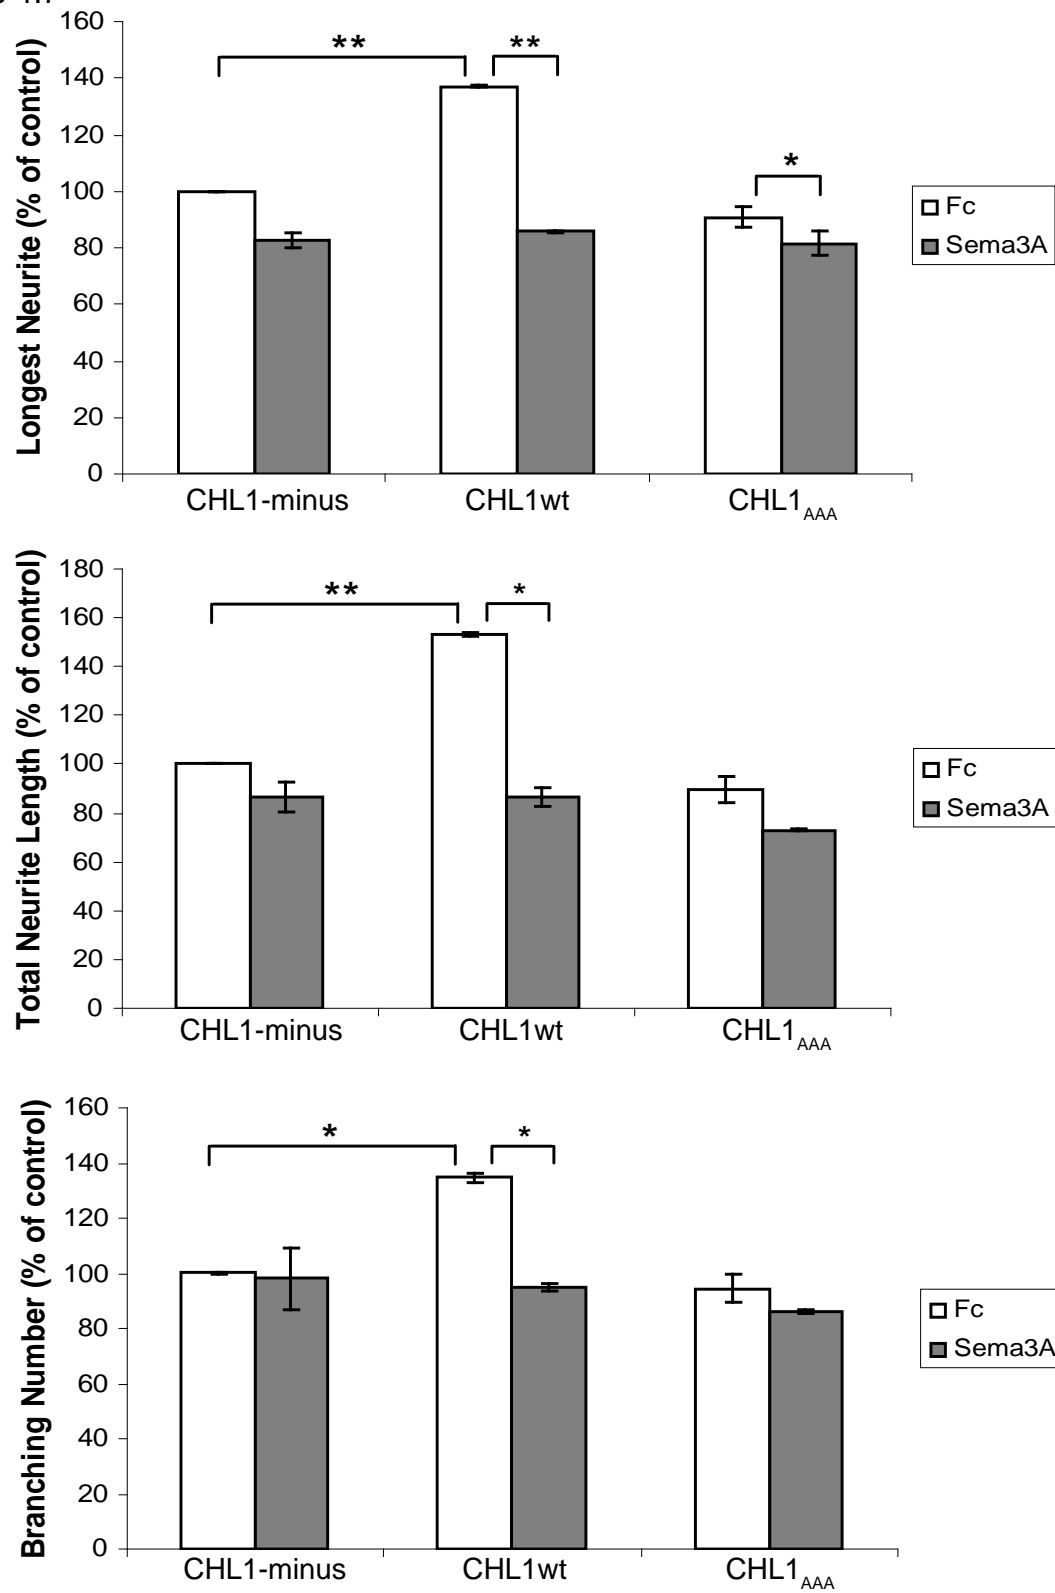 160
140
120
100
80
60
40
20
0
Longest Neurite (% of control)
** **
*
Fc
Sema3A
CHL1-minus CHL1wt CHL1AAA
180
160
140
120
100
80
60
40
20
0
Total Neurite Length (% of control)
** *
Fc
Sema3A
CHL1-minus CHL1wt CHL1AAA
160
140
120
100
80
60
40
20
0
Branching Number (% of control)
* *
Fc
Sema3A
CHL1-minus CHL1wt CHL1AAA